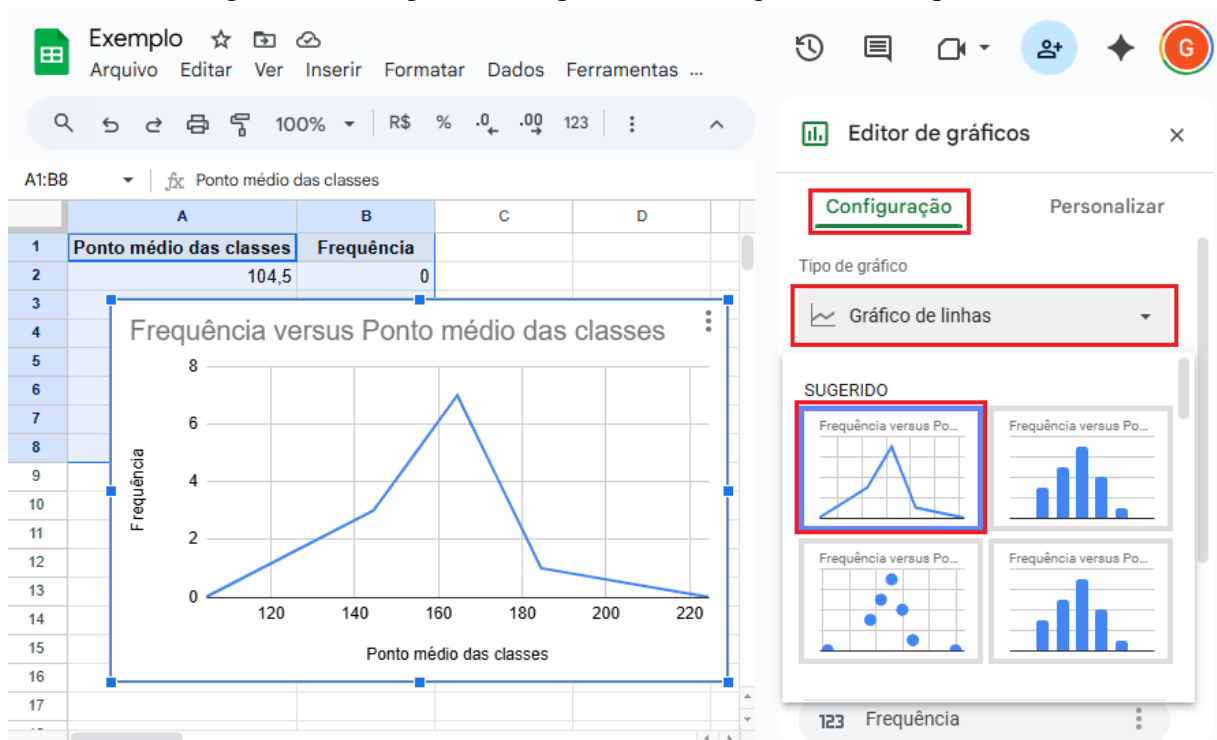 Exemplo
Arquivo Editar Ver Inserir Formatar Dados Ferramentas ...
100% R$ % .0 .00 123
A1:B8 fx Ponto médio das classes
A B C D
1 Ponto médio das classes Frequência
2 104,5 0
3
4
5
6
7
8
9
10
11
12
13
14
15
16
17
Frequência versus Ponto médio das classes
8
6
4
2
0
Frequência
120 140 160 180 200 220
Ponto médio das classes
G
Editor de gráficos
Configuração Personalizar
Tipo de gráfico
Gráfico de linhas
SUGERIDO
Frequência versus Po... Frequência versus Po...
Frequência versus Po... Frequência versus Po...
123 Frequência